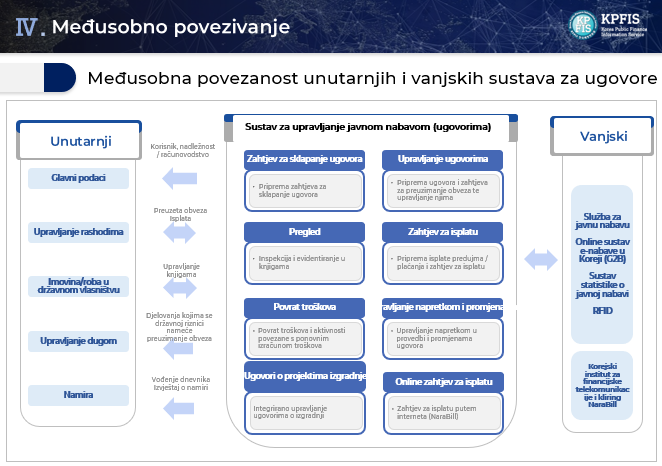 IV. Međusobno povezivanje
KPFIS
Korea Public Finance
Information Service
Međusobna povezanost unutarnjih i vanjskih sustava za ugovore
Unutarnji
Glavni podaci
Upravljanje rashodima
Imovina/roba u
državnom vlasništvu
Upravljanje dugom
Namira
Korisnik, nadležnost
/ računovodstvo
Preuzeta obveza
Isplata
Upravljanje
knjigama
Djelovanja kojima se
državnoj riznici
nameće
preuzimanje obveza
Vođenje dnevnika
Izvještaj o namiri
Sustav za upravljanje javnom nabavom (ugovorima)
Zahtjev za sklapanje ugovora
• Priprema zahtjeva za
sklapanje ugovora
Upravljanje ugovorima
• Priprema ugovora i zahtjeva
za preuzimanje obveza te
upravljanje njima
Pregled
• Inspekcija i evidentiranje u
knjigama
Zahtjev za isplatu
• Priprema isplate predujma /
plaćanja i zahtjev za isplatu
Povrat troškova
• Povrat troškova i aktivnosti
povezane s ponovnim
izračunom troškova
avljanje napretkom i promjena
• Upravljanje napretkom u
provedbi i promjenama
ugovora
Ugovori o projektima izgradnje
Integrirano upravljanje
ugovorima o izgradnji
Online zahtjev za isplatu
• Zahtjev za isplatu putem
interneta (NaraBill)
Vanjski
Služba za
javnu nabavu
Online sustav
e-nabave u
Koreji (G2B)
Sustav
statistike o
javnoj nabavi
RFID
Korejski
institut za
financijske
telekomunikac
ije i kliring
NaraBill